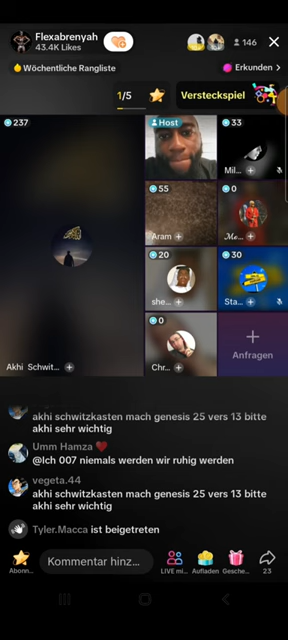 Flexabrenyah
43.4K Likes
146
Wöchentliche Rangliste
Erkunden
1/5
Versteckspiel
237
Host
33
Mil...
55
Aram
0
Me...
20
she...
30
Sta...
0
Chr...
Anfragen
Akhi Schwit...
akhi schwitzkasten mach genesis 25 vers 13 bitte
akhi sehr wichtig
Umm Hamza ❤
@Ich 007 niemals werden wir ruhig werden
vegeta.44
akhi schwitzkasten mach genesis 25 vers 13 bitte
akhi sehr wichtig
Tyler.Macca ist beigetreten
Kommentar hinz...
Abonn..
LIVE mi...
Aufladen
Gesche...
23